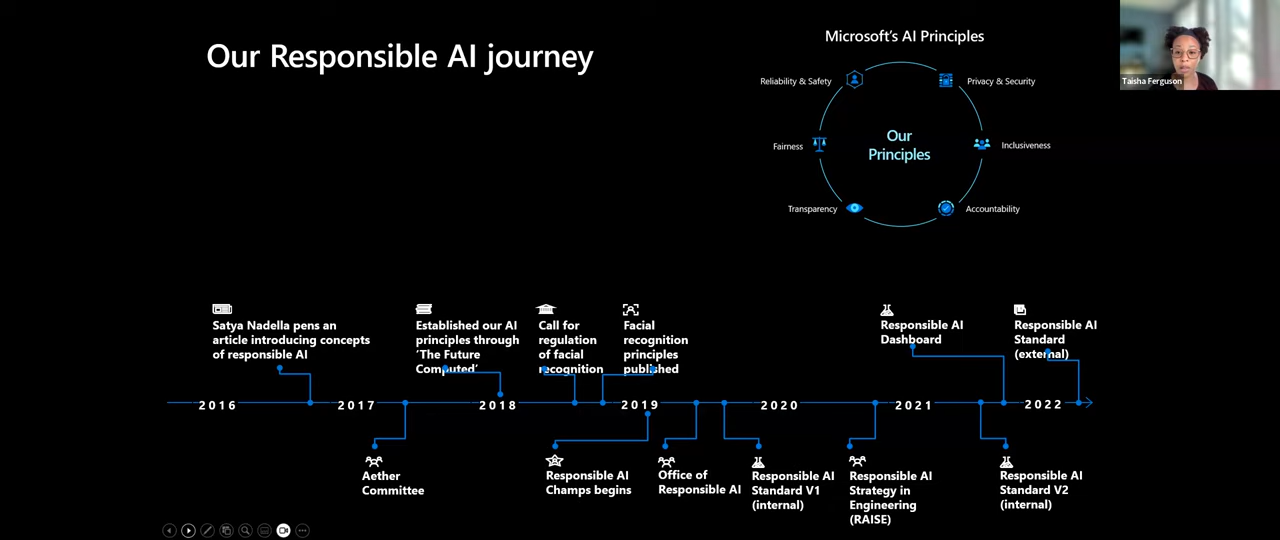 Our Responsible AI journey
Microsoft's AI Principles
Reliability & Safety
Privacy & Security
Fairness
Our
Principles
Inclusiveness
Transparency
Accountability
Taisha Ferguson
Satya Nadella pens an
article introducing concepts
of responsible AI
Established our AI
principles through
‘The Future
Computed’
Call for
regulation
of facial
recognition
Facial
recognition
principles
published
Responsible AI
Dashboard
Responsible AI
Standard
(external)
2016
2017
2018
2019
2020
2021
2022
Aether
Committee
Responsible AI
Champs begins
Office of
Responsible AI
Responsible AI
Standard V1
(internal)
Responsible AI
Strategy in
Engineering
(RAISE)
Responsible AI
Standard V2
(internal)